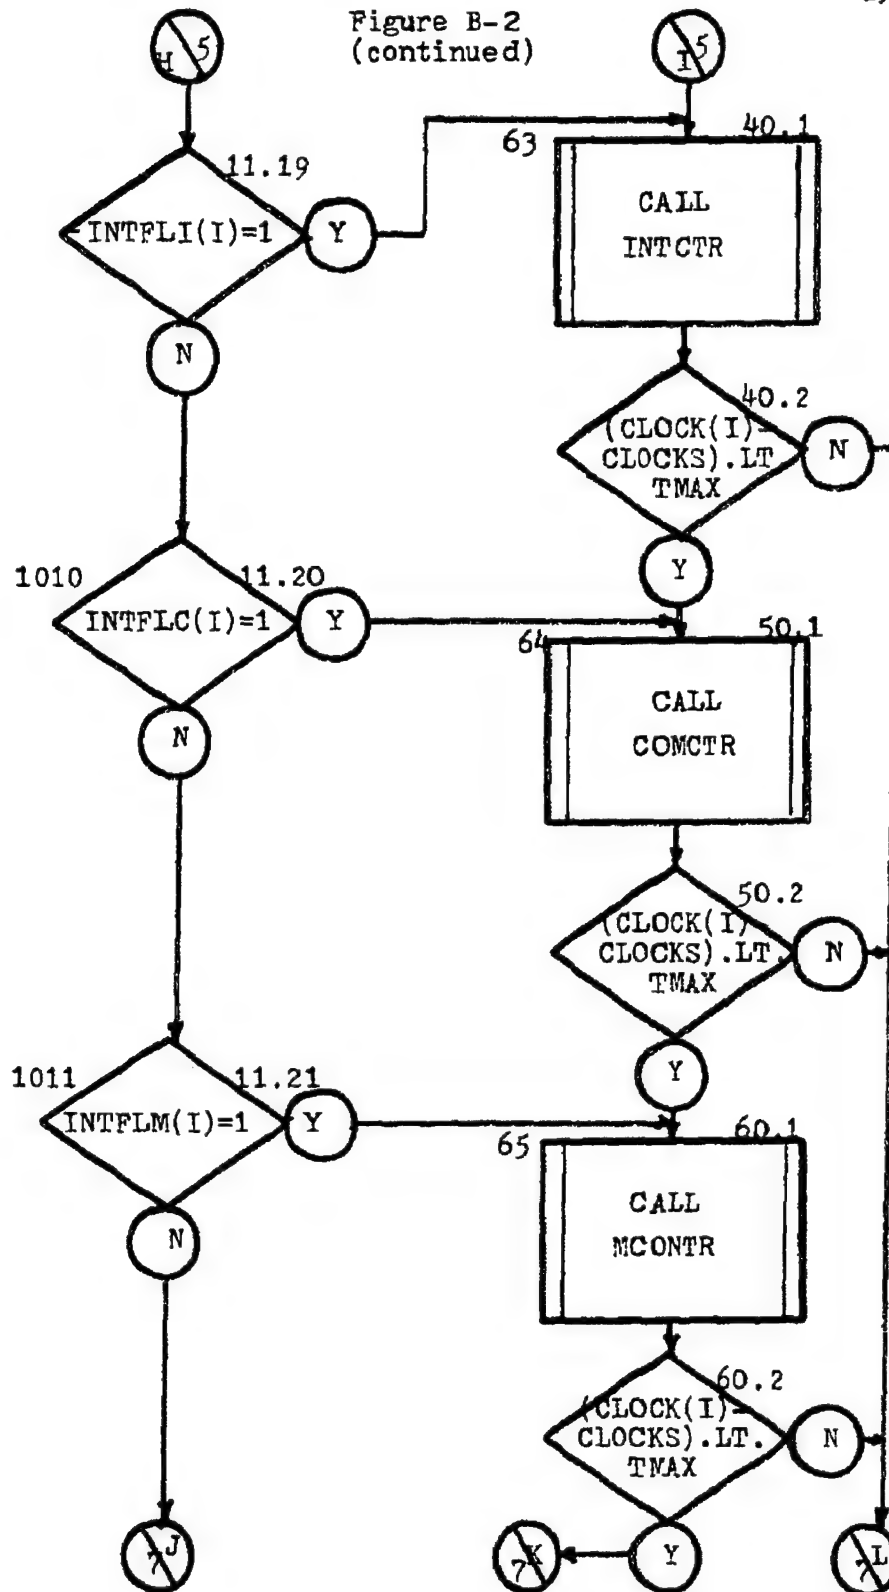 Figure B-2
(continued)
H 5
I 5
11.19
INTFLI(I)=1
Y
N
63
40.1
CALL
INTCTR
40.2
(CLOCK(I)-
CLOCKS).LT
TMAX
N
Y
1010
11.20
INTFLC(I)=1
Y
N
64
50.1
CALL
COMCTR
50.2
(CLOCK(I)-
CLOCKS).LT.
TMAX
N
Y
1011
11.21
INTFLM(I)=1
Y
N
65
60.1
CALL
MCONTR
60.2
(CLOCK(I)-
CLOCKS).LT.
TMAX
N
Y
7 J
7 K
7 L